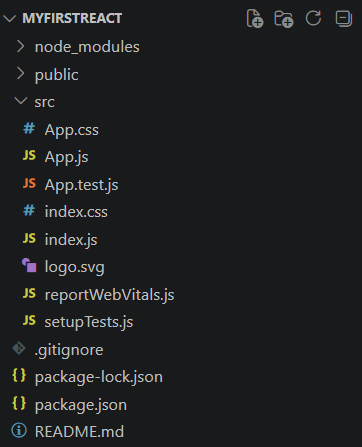 MYFIRSTREACT
node_modules
public
src
# App.css
JS App.js
JS App.test.js
# index.css
JS index.js
logo.svg
JS reportWebVitals.js
JS setupTests.js
.gitignore
{} package-lock.json
{} package.json
README.md